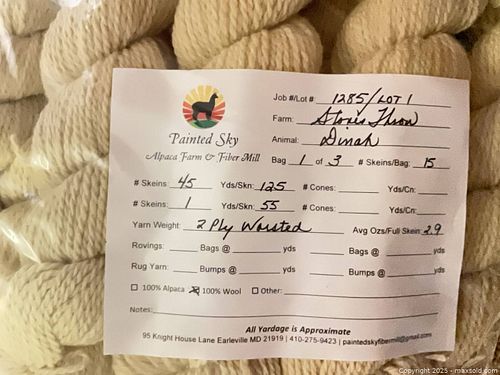 Painted Sky
Alpaca Farm & Fiber Mill
Job #/Lot # 1285/LOT 1
Farm: Stones Throw
Animal: Dinah
Bag 1 of 3 # Skeins/Bag: 15
# Skeins: 45 Yds/Skn: 125 # Cones: Yds/Cn:
# Skeins: 1 Yds/Skn: 55 # Cones: Yds/Cn:
Yarn Weight: 2 Ply Worsted Avg Ozs/Full Skein 2.9
Rovings: Bags @ yds Bags @ yds
Rug Yarn: Bumps @ yds Bumps @ yds
100% Alpaca 100% Wool Other:
Notes:
All Yardage is Approximate
95 Knight House Lane Earleville MD 21919 | 410-275-9423 | paintedskyfibermill@gmail.com
Copyright 2025 - maxsold.com